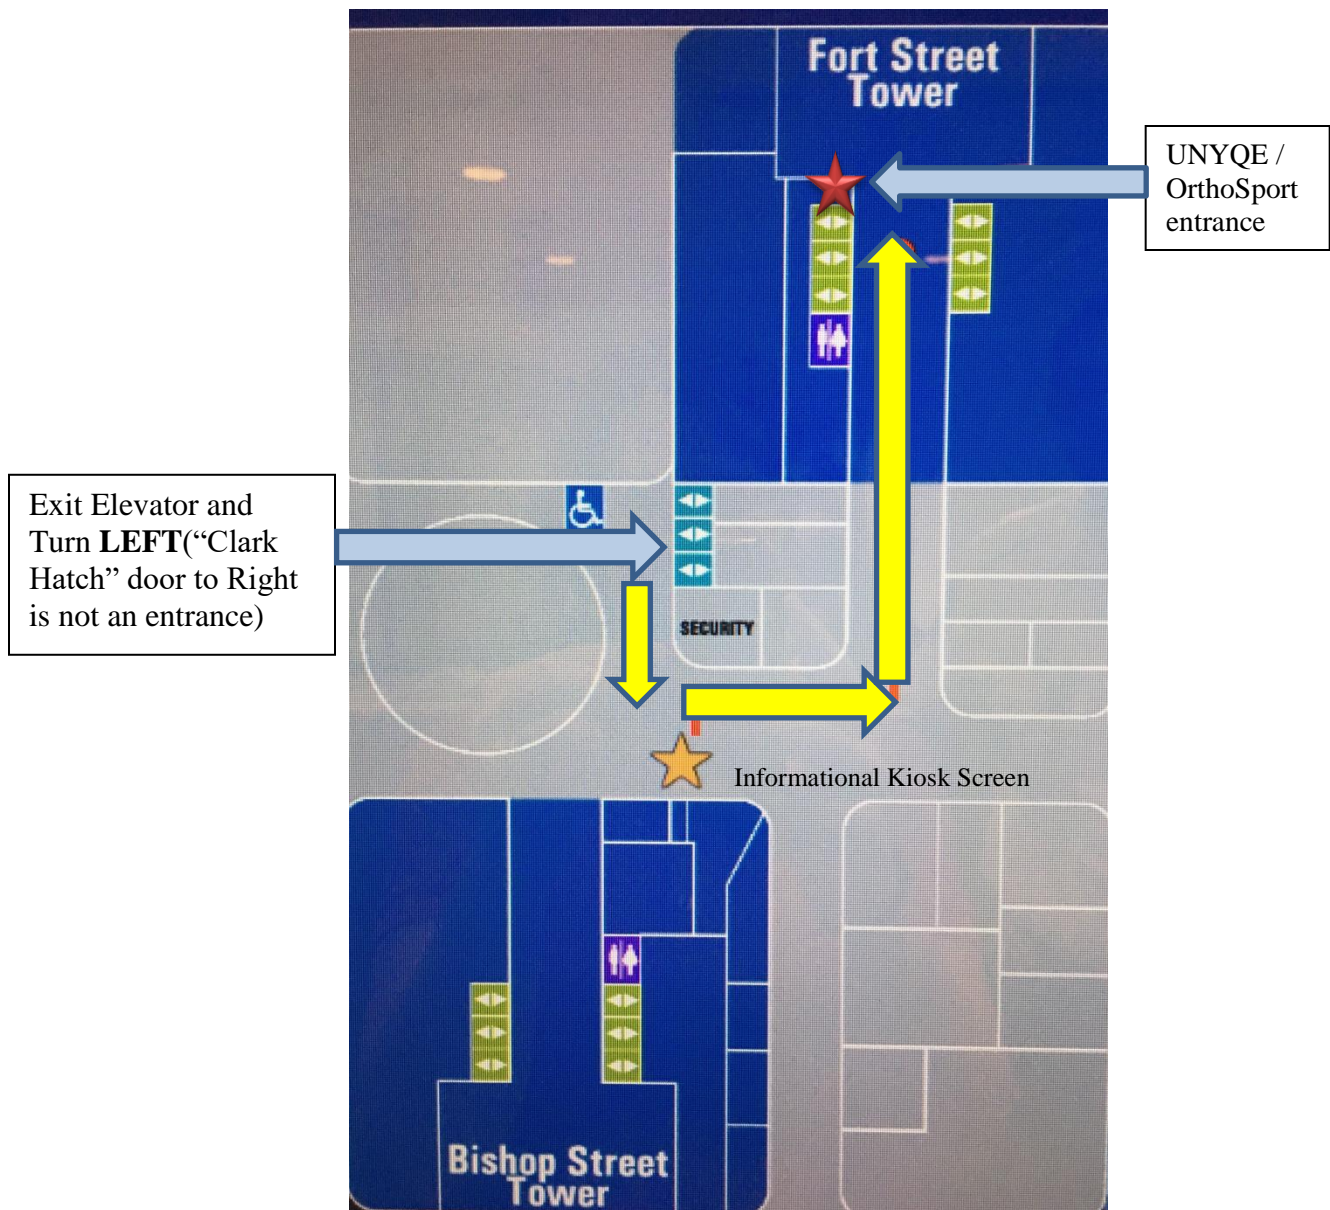 Fort Street
Tower
UNYQE /
OrthoSport
entrance
Exit Elevator and
Turn LEFT(“Clark
Hatch” door to Right
is not an entrance)
SECURITY
Informational Kiosk Screen
Bishop Street
Tower